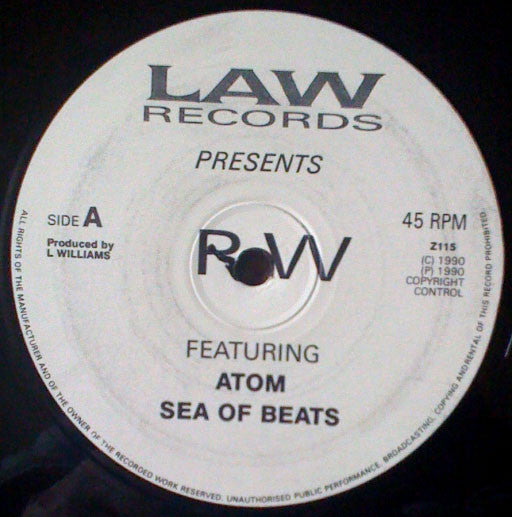 LAW
RECORDS
PRESENTS
SIDE A
Produced by
L WILLIAMS
45 RPM
Z115
(C) 1990
(P) 1990
COPYRIGHT
CONTROL
RAW
FEATURING
ATOM
SEA OF BEATS
ALL RIGHTS OF THE MANUFACTURER AND OF THE OWNER OF THE RECORDED WORK RESERVED. UNAUTHORISED PUBLIC PERFORMANCE. BROADCASTING, COPYING AND RENTAL OF THIS RECORD PROHIBITED.